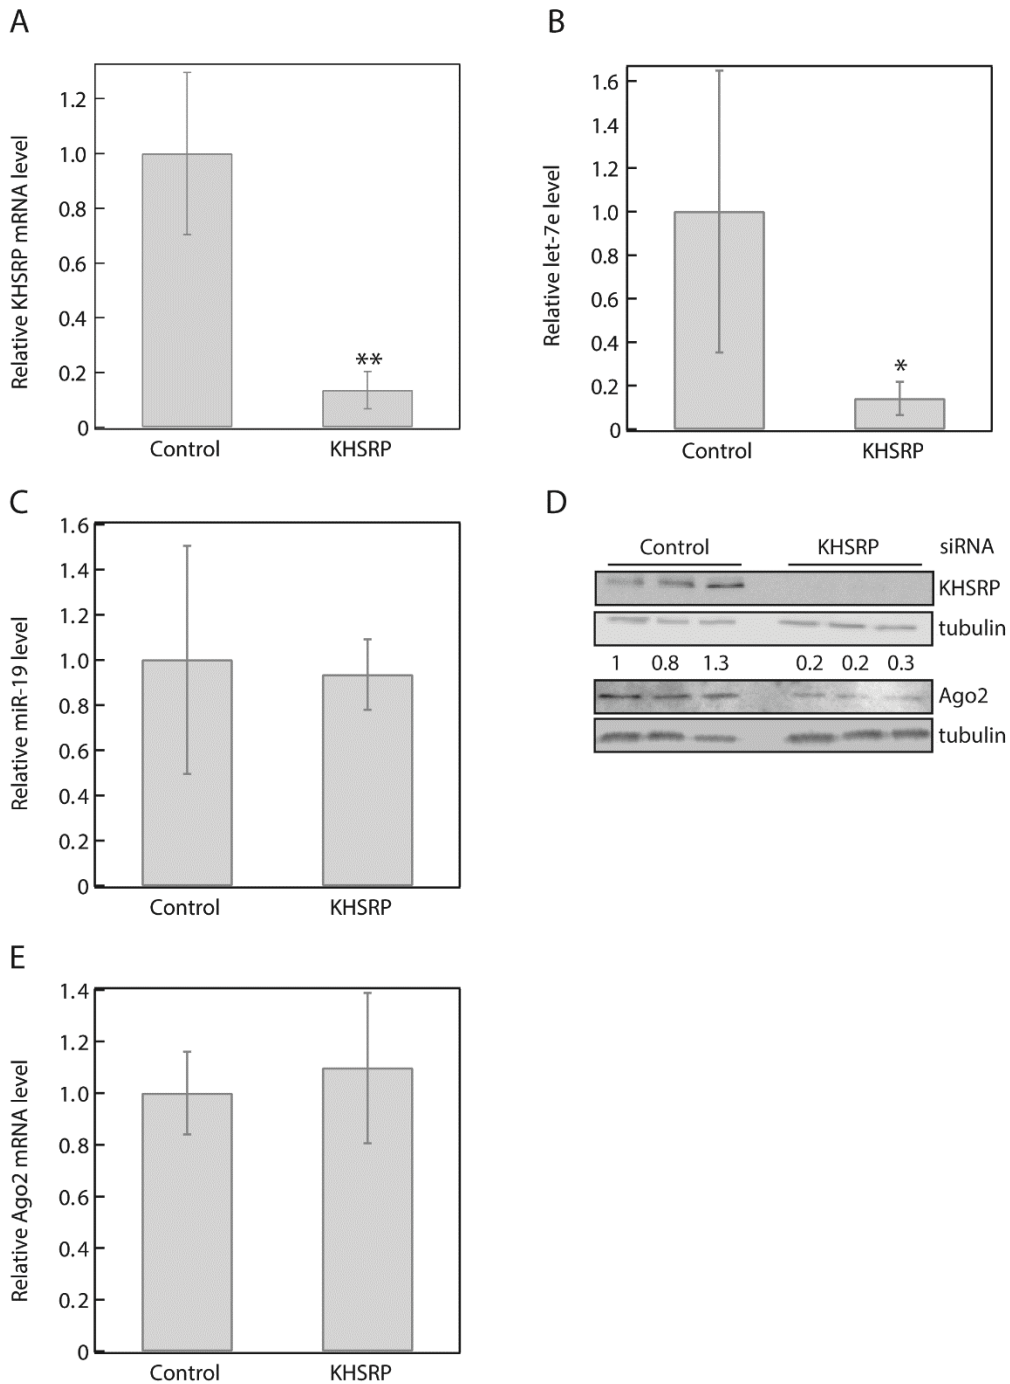 A
Relative KHSRP mRNA level
1.2
1.0
0.8
0.6
0.4
0.2
0
**
Control KHSRP
B
Relative let-7e level
1.6
1.4
1.2
1.0
0.8
0.6
0.4
0.2
0
*
Control KHSRP
C
Relative miR-19 level
1.6
1.4
1.2
1.0
0.8
0.6
0.4
0.2
0
Control KHSRP
D
Control KHSRP siRNA
KHSRP
tubulin
1 0.8 1.3 0.2 0.2 0.3
Ago2
tubulin
E
Relative Ago2 mRNA level
1.4
1.2
1.0
0.8
0.6
0.4
0.2
0
Control KHSRP